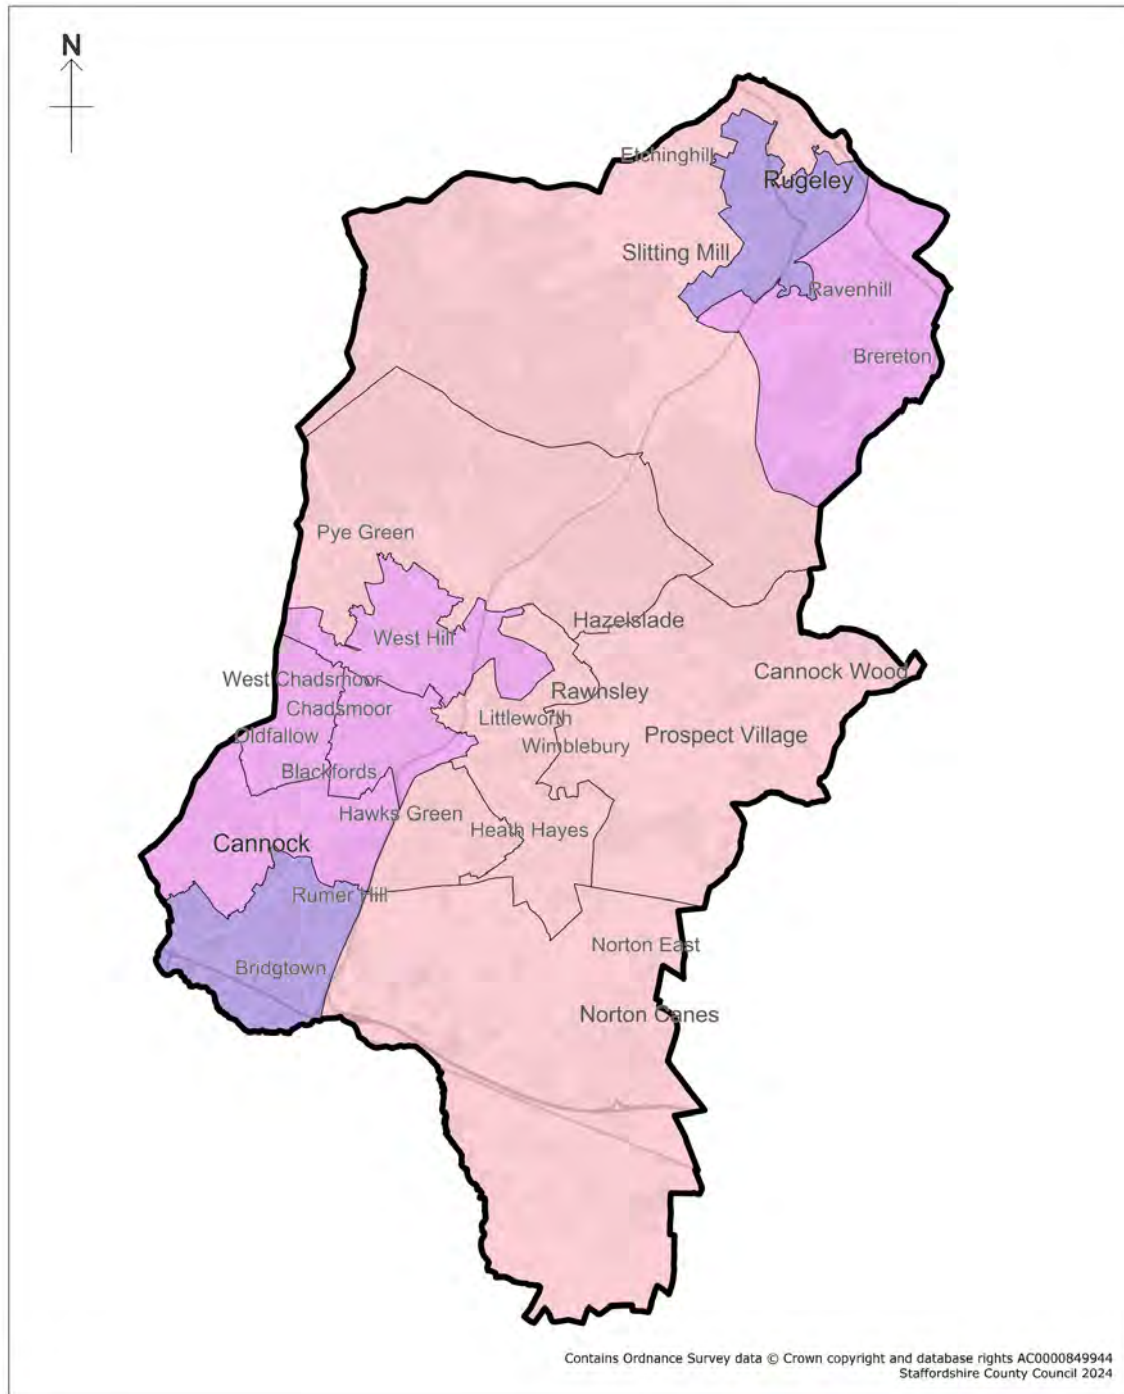 N
Etchinghill
Rugeley
Slitting Mill
Ravenhill
Brereton
Pye Green
Hazelslade
West Hill
Cannock Wood
West Chadsmoor
Rawnsley
Chadsmoor
Littleworth
Oldfallow
Prospect Village
Wimblebury
Blackfords
Hawks Green
Heath Hayes
Cannock
Rumer Hill
Norton East
Bridgtown
Norton Canes
Contains Ordnance Survey data © Crown copyright and database rights AC0000849944
Staffordshire County Council 2024